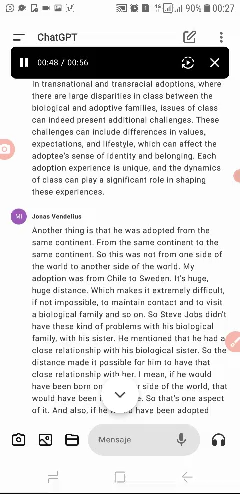 90%
00:27
ChatGPT
00:48 / 00:56
In transnational and transracial adoptions, where
there are large disparities in class between the
biological and adoptive families, issues of class
can indeed present additional challenges. These
challenges can include differences in values,
expectations, and lifestyle, which can affect the
adoptee's sense of identity and belonging. Each
adoption experience is unique, and the dynamics
of class can play a significant role in shaping
these experiences.
Jonas Vendelius
Another thing is that he was adopted from the
same continent. From the same continent to the
same continent. So this was not from one side of
the world to another side of the world. My
adoption was from Chile to Sweden. It's huge,
huge distance. Which makes it extremely difficult,
if not impossible, to maintain contact and to visit
a biological family and so on. So Steve Jobs didn't
have these kind of problems with his biological
family, with his sister. He mentioned that he had a
close relationship with his biological sister. So the
distance made it possible for him to have that
close relationship with her. I mean, if he would
have been born on side of the world, that
would have been So that's one aspect
of it. And also, if he have been adopted
Mensaje